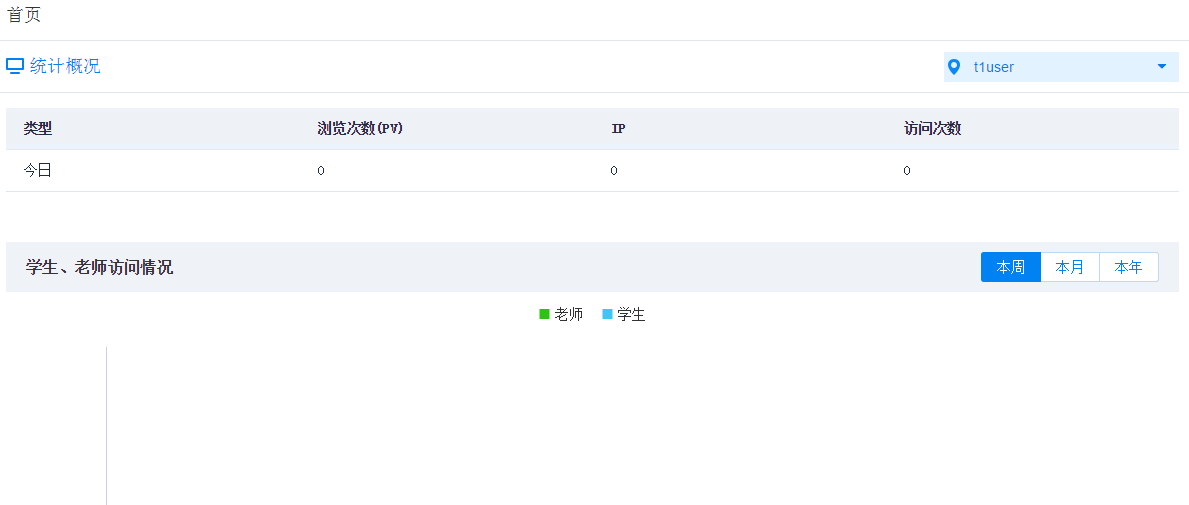 首页
统计概况 t1user
类型 浏览次数(PV) IP 访问次数
今日 0 0 0
学生、老师访问情况 本周 本月 本年
老师 学生